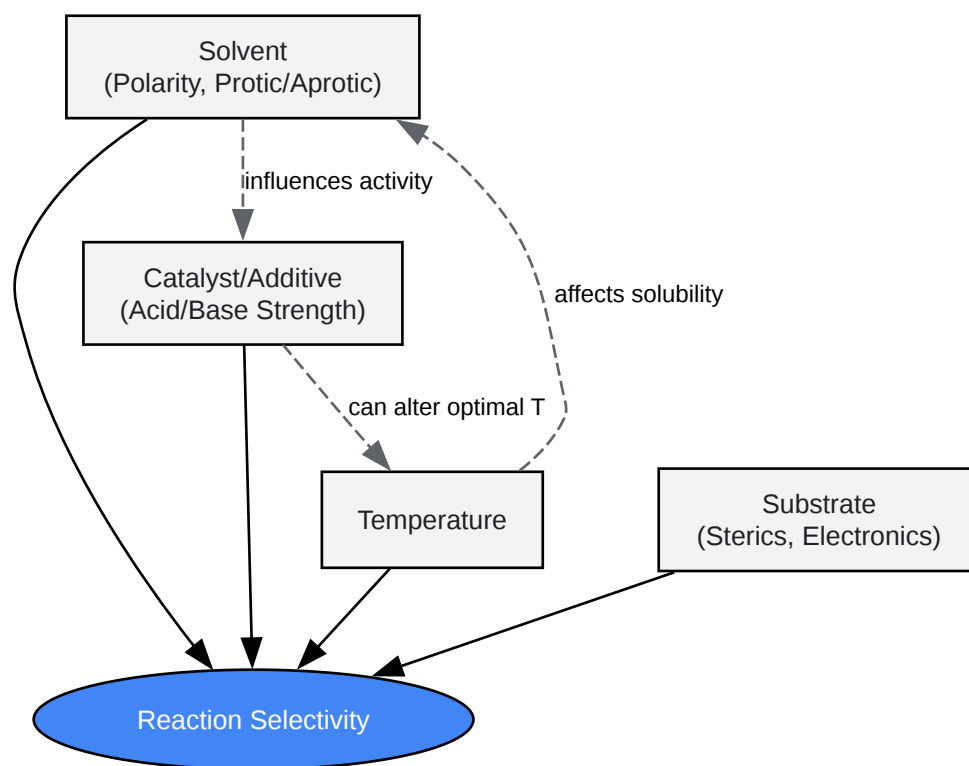 Solvent
(Polarity, Protic/Aprotic)
influences activity
Catalyst/Additive
(Acid/Base Strength)
affects solubility
can alter optimal T
Temperature
Substrate
(Sterics, Electronics)
Reaction Selectivity